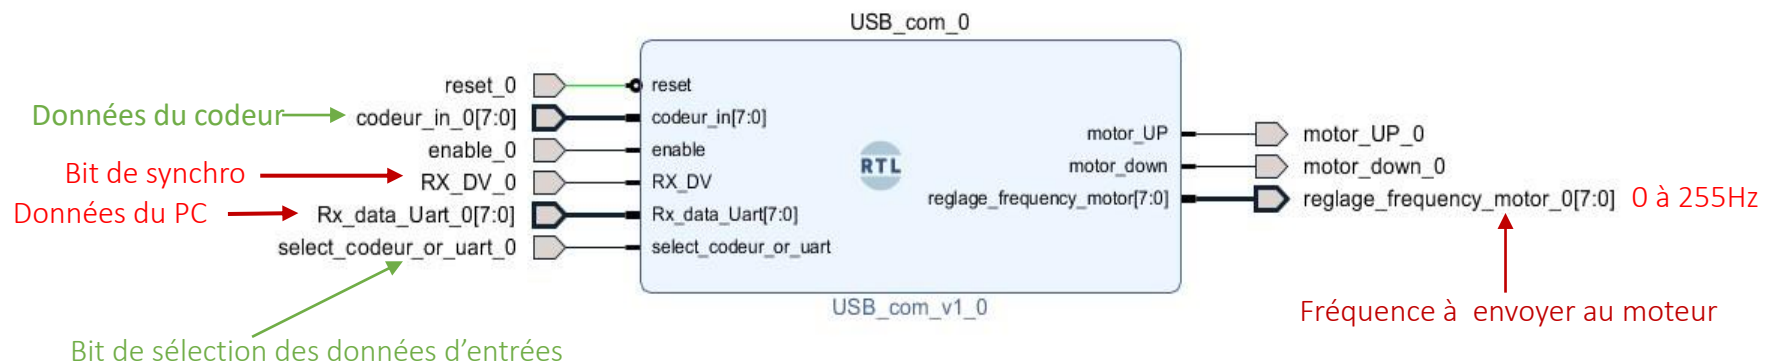 USB_com_0
reset_0
reset
Données du codeur
codeur_in_0[7:0]
codeur_in[7:0]
enable_0
enable
Bit de synchro
RX_DV_0
RX_DV
Données du PC
Rx_data_Uart_0[7:0]
Rx_data_Uart[7:0]
select_codeur_or_uart_0
select_codeur_or_uart
RTL
motor_UP
motor_UP_0
motor_down
motor_down_0
reglage_frequency_motor[7:0]
reglage_frequency_motor_0[7:0]
0 à 255Hz
USB_com_v1_0
Fréquence à envoyer au moteur
Bit de sélection des données d’entrées